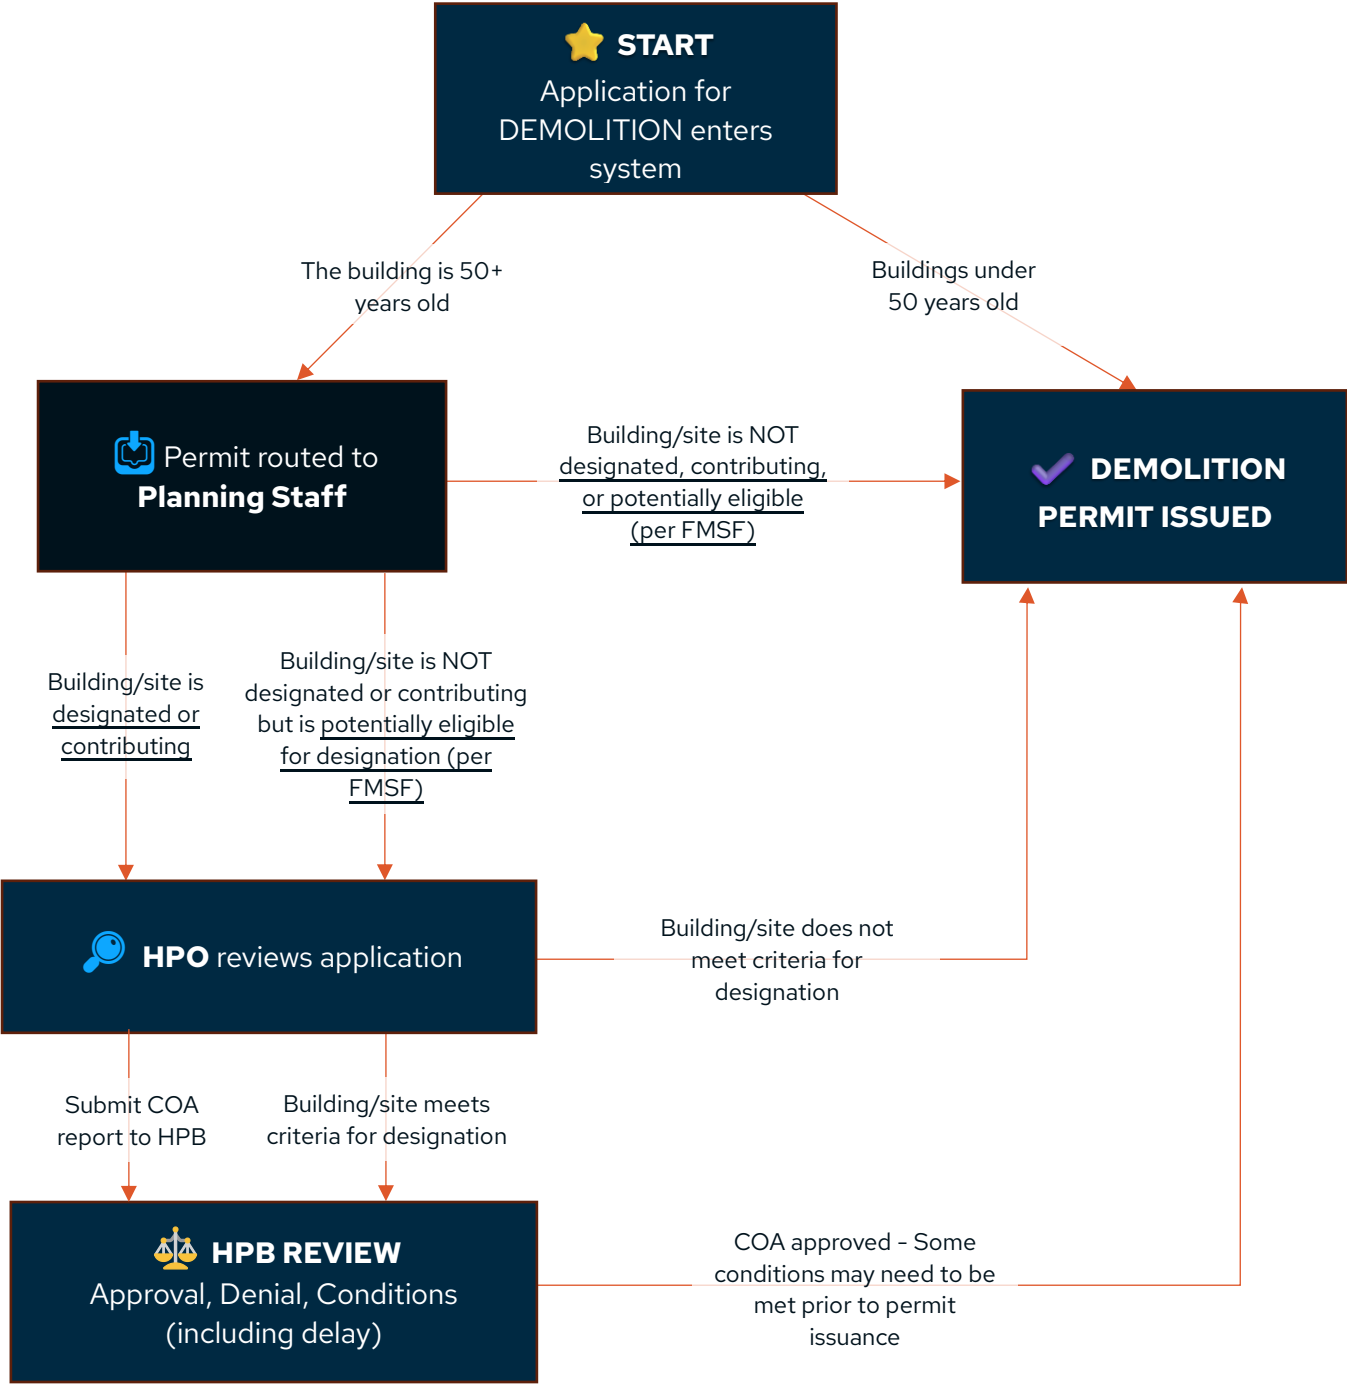 START
Application for
DEMOLITION enters
system
The building is 50+
years old
Buildings under
50 years old
Permit routed to
Planning Staff
Building/site is NOT
designated, contributing,
or potentially eligible
(per FMSF)
DEMOLITION
PERMIT ISSUED
Building/site is
designated or
contributing
Building/site is NOT
designated or contributing
but is potentially eligible
for designation (per
FMSF)
HPO reviews application
Building/site does not
meet criteria for
designation
Submit COA
report to HPB
Building/site meets
criteria for designation
HPB REVIEW
Approval, Denial, Conditions
(including delay)
COA approved - Some
conditions may need to be
met prior to permit
issuance